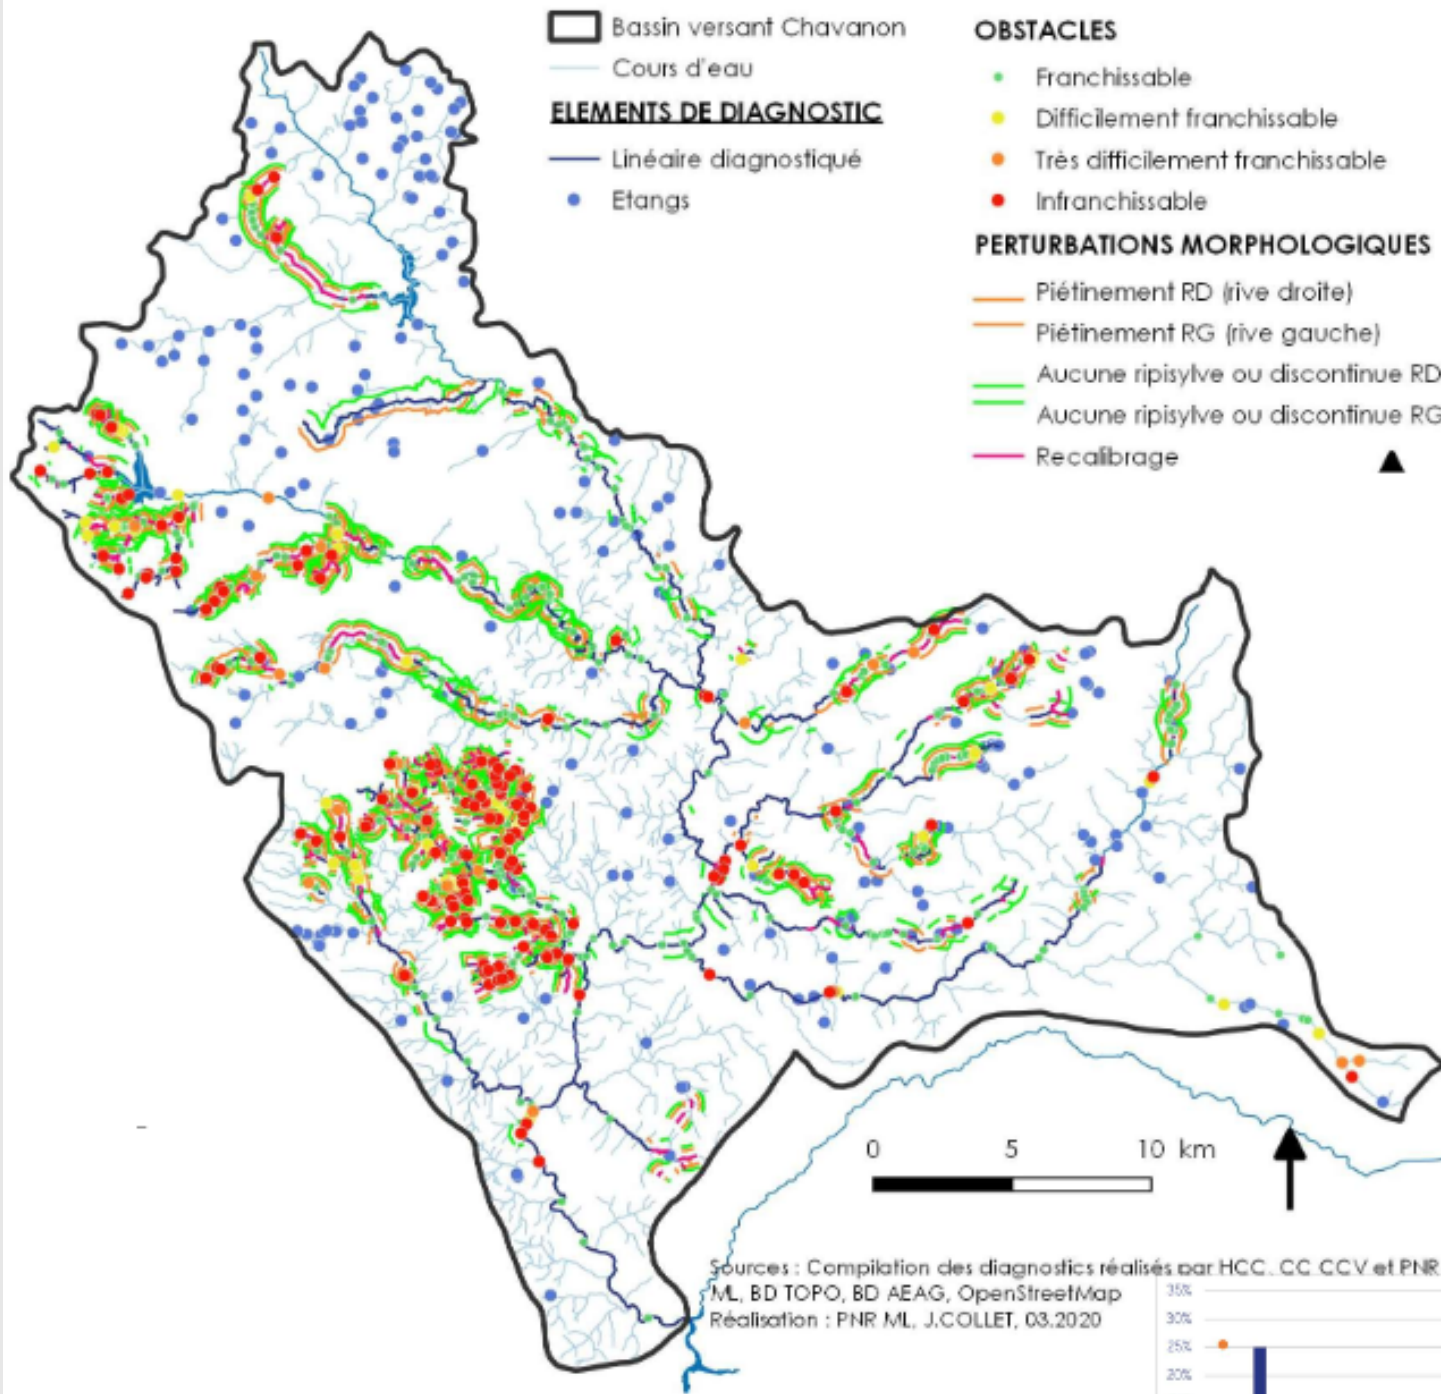 Bassin versant Chavanon
Cours d'eau
ELEMENTS DE DIAGNOSTIC
Linéaire diagnostiqué
Etangs
OBSTACLES
Franchissable
Difficilement franchissable
Très difficilement franchissable
Infranchissable
PERTURBATIONS MORPHOLOGIQUES
Piétinement RD (rive droite)
Piétinement RG (rive gauche)
Aucune ripisylve ou discontinue RD
Aucune ripisylve ou discontinue RG
Recalibrage
0 5 10 km
Sources : Compilation des diagnostics réalisés par HCC, CC CCV et PNR
ML, BD TOPO, BD AEAG, OpenStreetMap
Réalisation : PNR ML, J.COLLET, 03.2020
35%
30%
25%
20%